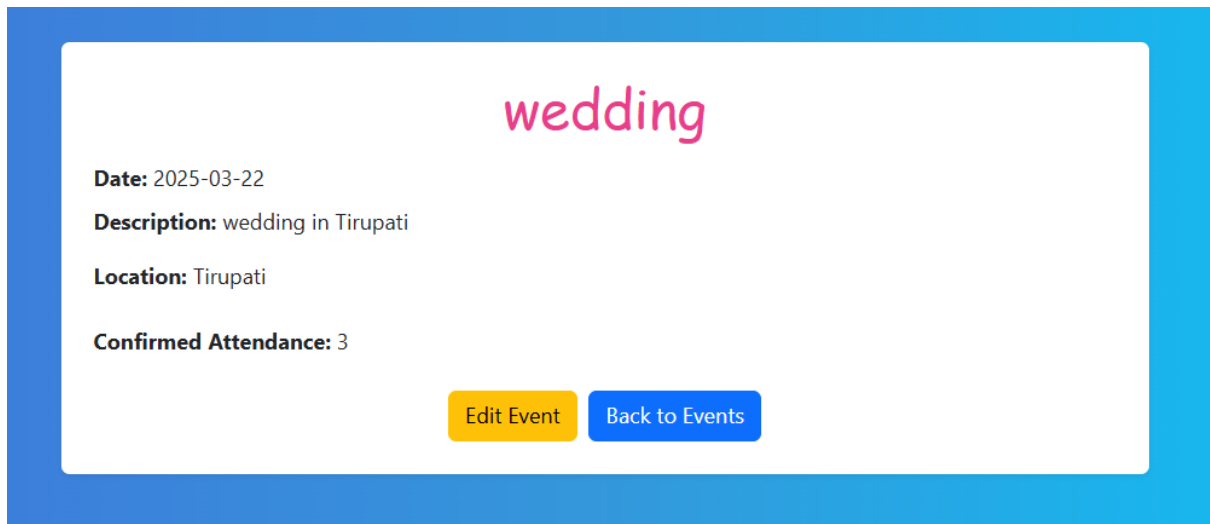 wedding
Date: 2025-03-22
Description: wedding in Tirupati
Location: Tirupati
Confirmed Attendance: 3
Edit Event Back to Events